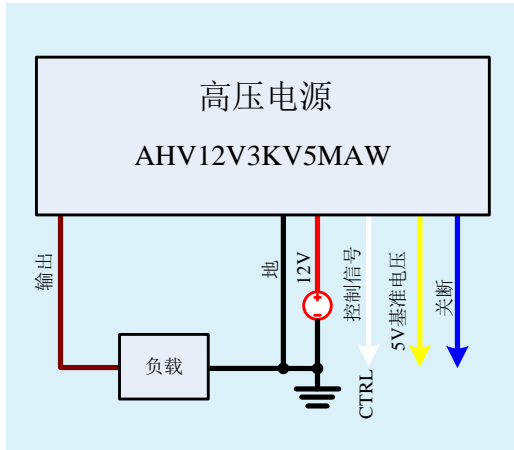 高压电源
AHV12V3KV5MAW
输出
地
12V
控制信号
5V基准电压
关断
负载
CTRL